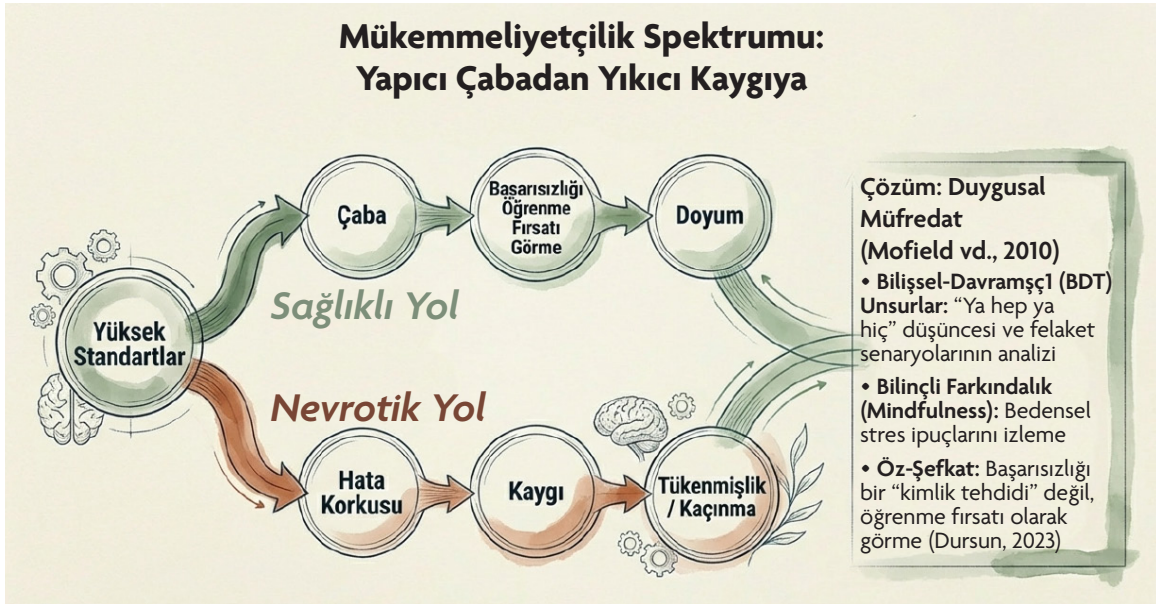 Mükemmeliyetçilik Spektrumu:
Yapıcı Çabadan Yıkıcı Kaygıya
Yüksek
Standartlar
Çaba
Başarısızlığı
Öğrenme
Fırsatı
Görme
Doyum
Sağlıklı Yol
Nevrotik Yol
Hata
Korkusu
Kaygı
Tükenmişlik
/ Kaçınma
Çözüm: Duygusal
Müfredat
(Mofield vd., 2010)
• Bilişsel-Davramşç1 (BDT)
Unsurlar: “Ya hep ya
hiç” düşüncesi ve felaket
senaryolarının analizi
• Bilinçli Farkındalık
(Mindfulness): Bedensel
stres ipuçlarını izleme
• Öz-Şefkat: Başarısızlığı
bir “kimlik tehdidi” değil,
öğrenme fırsatı olarak
görme (Dursun, 2023)